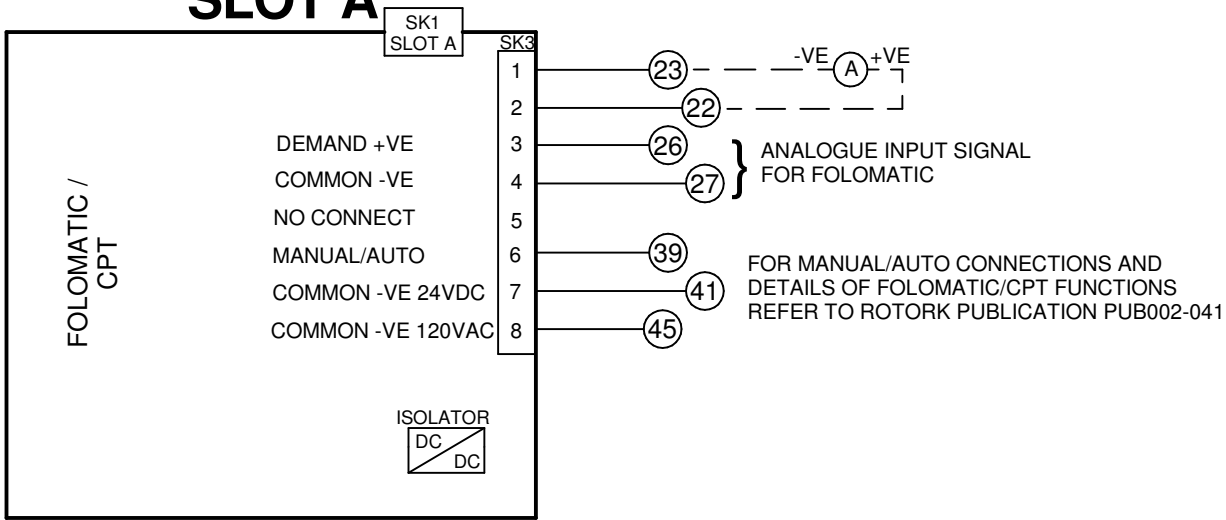 SLOT A
SK1
SLOT A
SK3
1
23
-VE
A
+VE
2
22
DEMAND +VE
3
26
COMMON -VE
4
27
}
ANALOGUE INPUT SIGNAL
FOR FOLOMATIC
NO CONNECT
5
MANUAL/AUTO
6
39
COMMON -VE 24VDC
7
41
COMMON -VE 120VAC
8
45
FOR MANUAL/AUTO CONNECTIONS AND
DETAILS OF FOLOMATIC/CPT FUNCTIONS
REFER TO ROTORK PUBLICATION PUB002-041
FOLOMATIC /
CPT
ISOLATOR
DC
DC